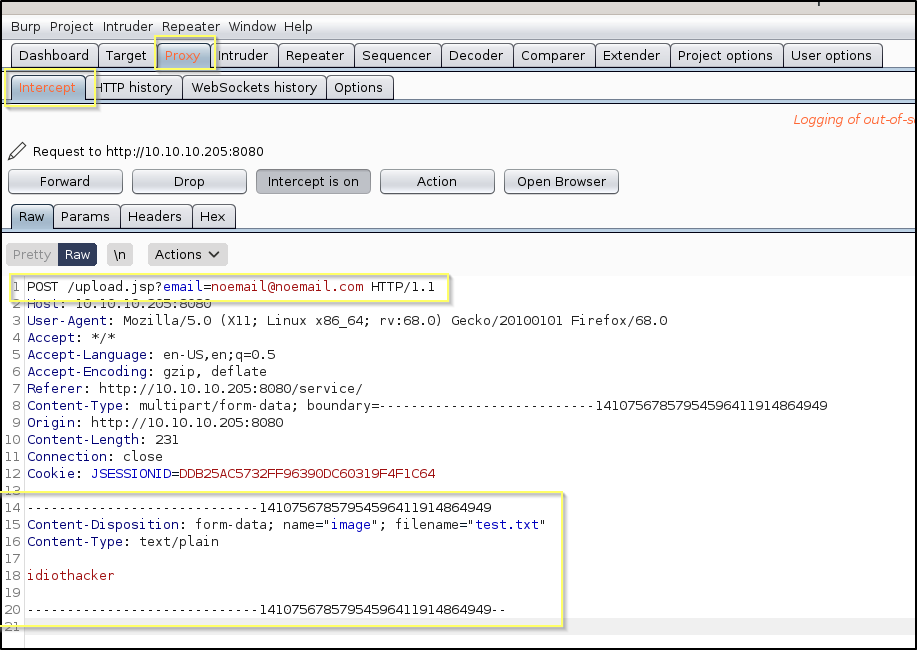 Burp Project Intruder Repeater Window Help
Dashboard Target Proxy Intruder Repeater Sequencer Decoder Comparer Extender Project options User options
Intercept HTTP history WebSockets history Options
Logging of out-of-s
Request to http://10.10.10.205:8080
Forward Drop Intercept is on Action Open Browser
Raw Params Headers Hex
Pretty Raw \n Actions
1 POST /upload.jsp?email=noemail@noemail.com HTTP/1.1
2 Host: 10.10.10.205:8080
3 User-Agent: Mozilla/5.0 (X11; Linux x86_64; rv:68.0) Gecko/20100101 Firefox/68.0
4 Accept: */*
5 Accept-Language: en-US,en;q=0.5
6 Accept-Encoding: gzip, deflate
7 Referer: http://10.10.10.205:8080/service/
8 Content-Type: multipart/form-data; boundary=---------------------------14107567857954596411914864949
9 Origin: http://10.10.10.205:8080
10 Content-Length: 231
11 Connection: close
12 Cookie: JSESSIONID=DDB25AC5732FF96390DC60319F4F1C64
13
14 -----------------------------14107567857954596411914864949
15 Content-Disposition: form-data; name="image"; filename="test.txt"
16 Content-Type: text/plain
17
18 idiothacker
19
20 -----------------------------14107567857954596411914864949--
21